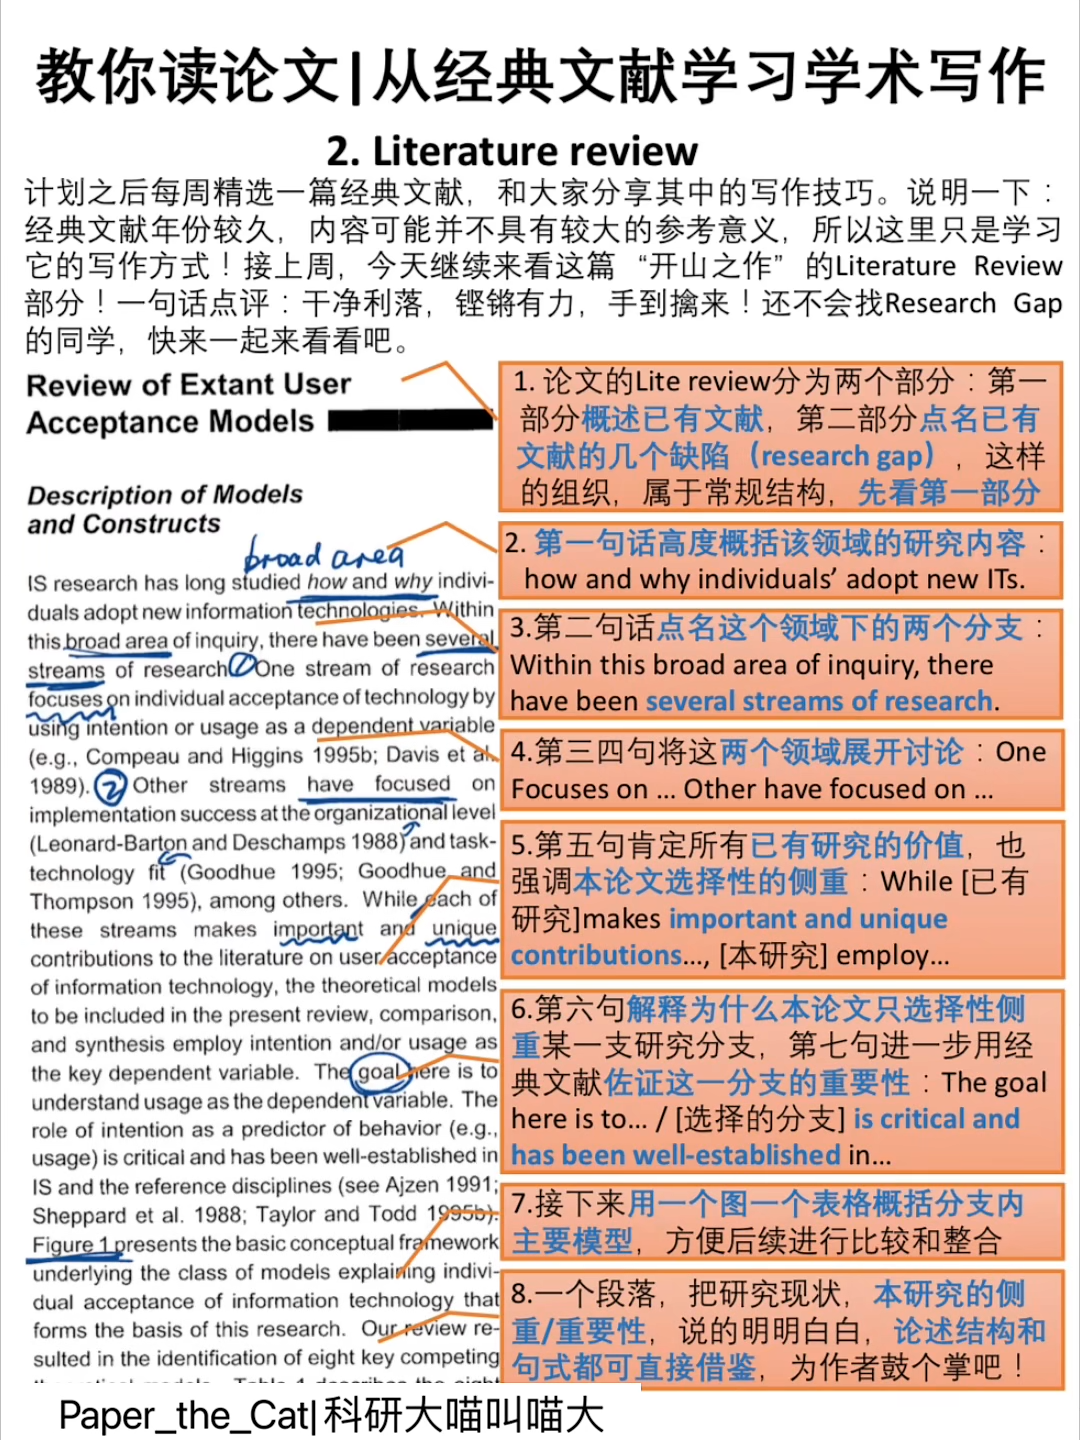 教你读论文|从经典文献学习学术写作
2. Literature review
计划之后每周精选一篇经典文献，和大家分享其中的写作技巧。说明一下：
经典文献年份较久，内容可能并不具有较大的参考意义，所以这里只是学习
它的写作方式！接上周，今天继续来看这篇 “开山之作” 的Literature Review
部分！一句话点评：干净利落，铿锵有力，手到擒来！还不会找Research Gap
的同学，快来一起来看看吧。
Review of Extant User
Acceptance Models
Description of Models
and Constructs
broad area
IS research has long studied how and why indivi-
duals adopt new information technologies. Within
this broad area of inquiry, there have been several
streams of research. ① One stream of research
focuses on individual acceptance of technology by
using intention or usage as a dependent variable
(e.g., Compeau and Higgins 1995b; Davis et al.
1989). ② Other streams have focused on
implementation success at the organizational level
(Leonard-Barton and Deschamps 1988) and task-
technology fit (Goodhue 1995; Goodhue and
Thompson 1995), among others. While each of
these streams makes important and unique
contributions to the literature on user acceptance
of information technology, the theoretical models
to be included in the present review, comparison,
and synthesis employ intention and/or usage as
the key dependent variable. The goal here is to
understand usage as the dependent variable. The
role of intention as a predictor of behavior (e.g.,
usage) is critical and has been well-established in
IS and the reference disciplines (see Ajzen 1991;
Sheppard et al. 1988; Taylor and Todd 1995b).
Figure 1 presents the basic conceptual framework
underlying the class of models explaining indivi-
dual acceptance of information technology that
forms the basis of this research. Our review re-
sulted in the identification of eight key competing
1. 论文的Lite review分为两个部分：第一
部分概述已有文献，第二部分点名已有
文献的几个缺陷（research gap），这样
的组织，属于常规结构，先看第一部分
2. 第一句话高度概括该领域的研究内容：
how and why individuals’ adopt new ITs.
3.第二句话点名这个领域下的两个分支：
Within this broad area of inquiry, there
have been several streams of research.
4.第三四句将这两个领域展开讨论：One
Focuses on … Other have focused on …
5.第五句肯定所有已有研究的价值，也
强调本论文选择性的侧重：While [已有
研究]makes important and unique
contributions…, [本研究] employ…
6.第六句解释为什么本论文只选择性侧
重某一支研究分支，第七句进一步用经
典文献佐证这一分支的重要性：The goal
here is to… / [选择的分支] is critical and
has been well-established in…
7.接下来用一个图一个表格概括分支内
主要模型，方便后续进行比较和整合
8.一个段落，把研究现状，本研究的侧
重/重要性，说的明明白白，论述结构和
句式都可直接借鉴，为作者鼓个掌吧！
Paper_the_Cat|科研大喵叫喵大